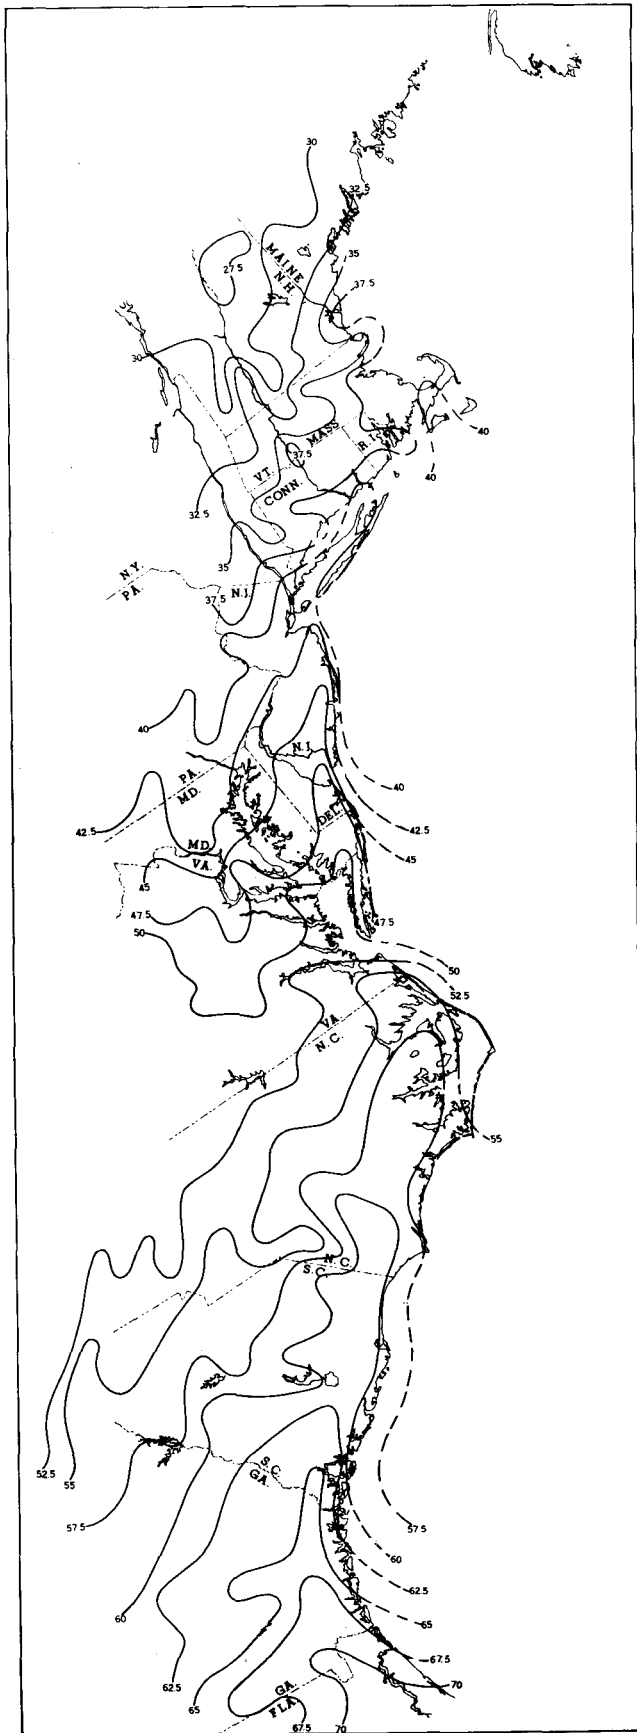 30
32.5
35
MAINE
N.H.
27.5
37.5
30
40
MASS
R.I.
37.5
VT.
CONN.
40
32.5
35
N.Y.
PA.
N.J.
37.5
40
N.J.
PA.
MD.
40
DEL.
42.5
42.5
MD.
VA.
45
45
47.5
47.5
50
50
52.5
VA.
N.C.
55
N.C.
S.C.
52.5
55
S.C.
GA.
57.5
57.5
60
60
62.5
62.5
65
65
67.5
70
GA.
FLA.
67.5
70